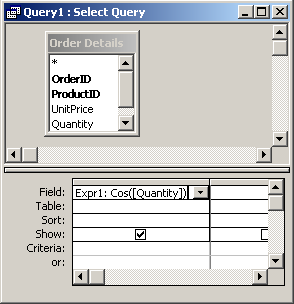 Query1 : Select Query
Order Details
*
OrderID
ProductID
UnitPrice
Quantity
Field: Expr1: Cos([Quantity])
Table:
Sort:
Show:
Criteria:
or: